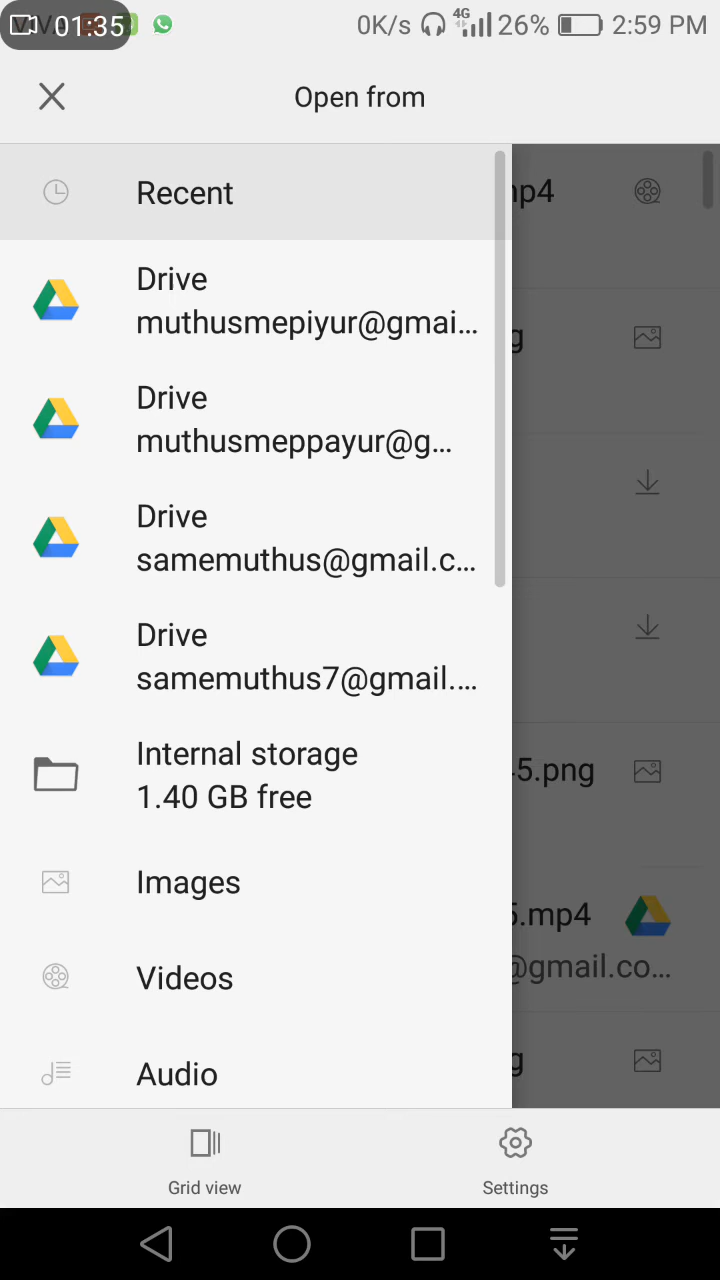 01:35
0K/s 4G 26% 2:59 PM
Open from
Recent
Drive
muthusmepiyur@gmai...
Drive
muthusmeppayur@g...
Drive
samemuthus@gmail.c...
Drive
samemuthus7@gmail....
Internal storage
1.40 GB free
Images
Videos
Audio
5.png
.mp4
@gmail.co...
Grid view
Settings